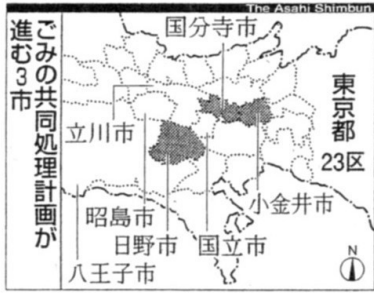 The Asahi Shimbun
ごみの共同処理計画が
進む3市
国分寺市
東京都
23区
立川市
昭島市
日野市
国立市
小金井市
八王子市
N